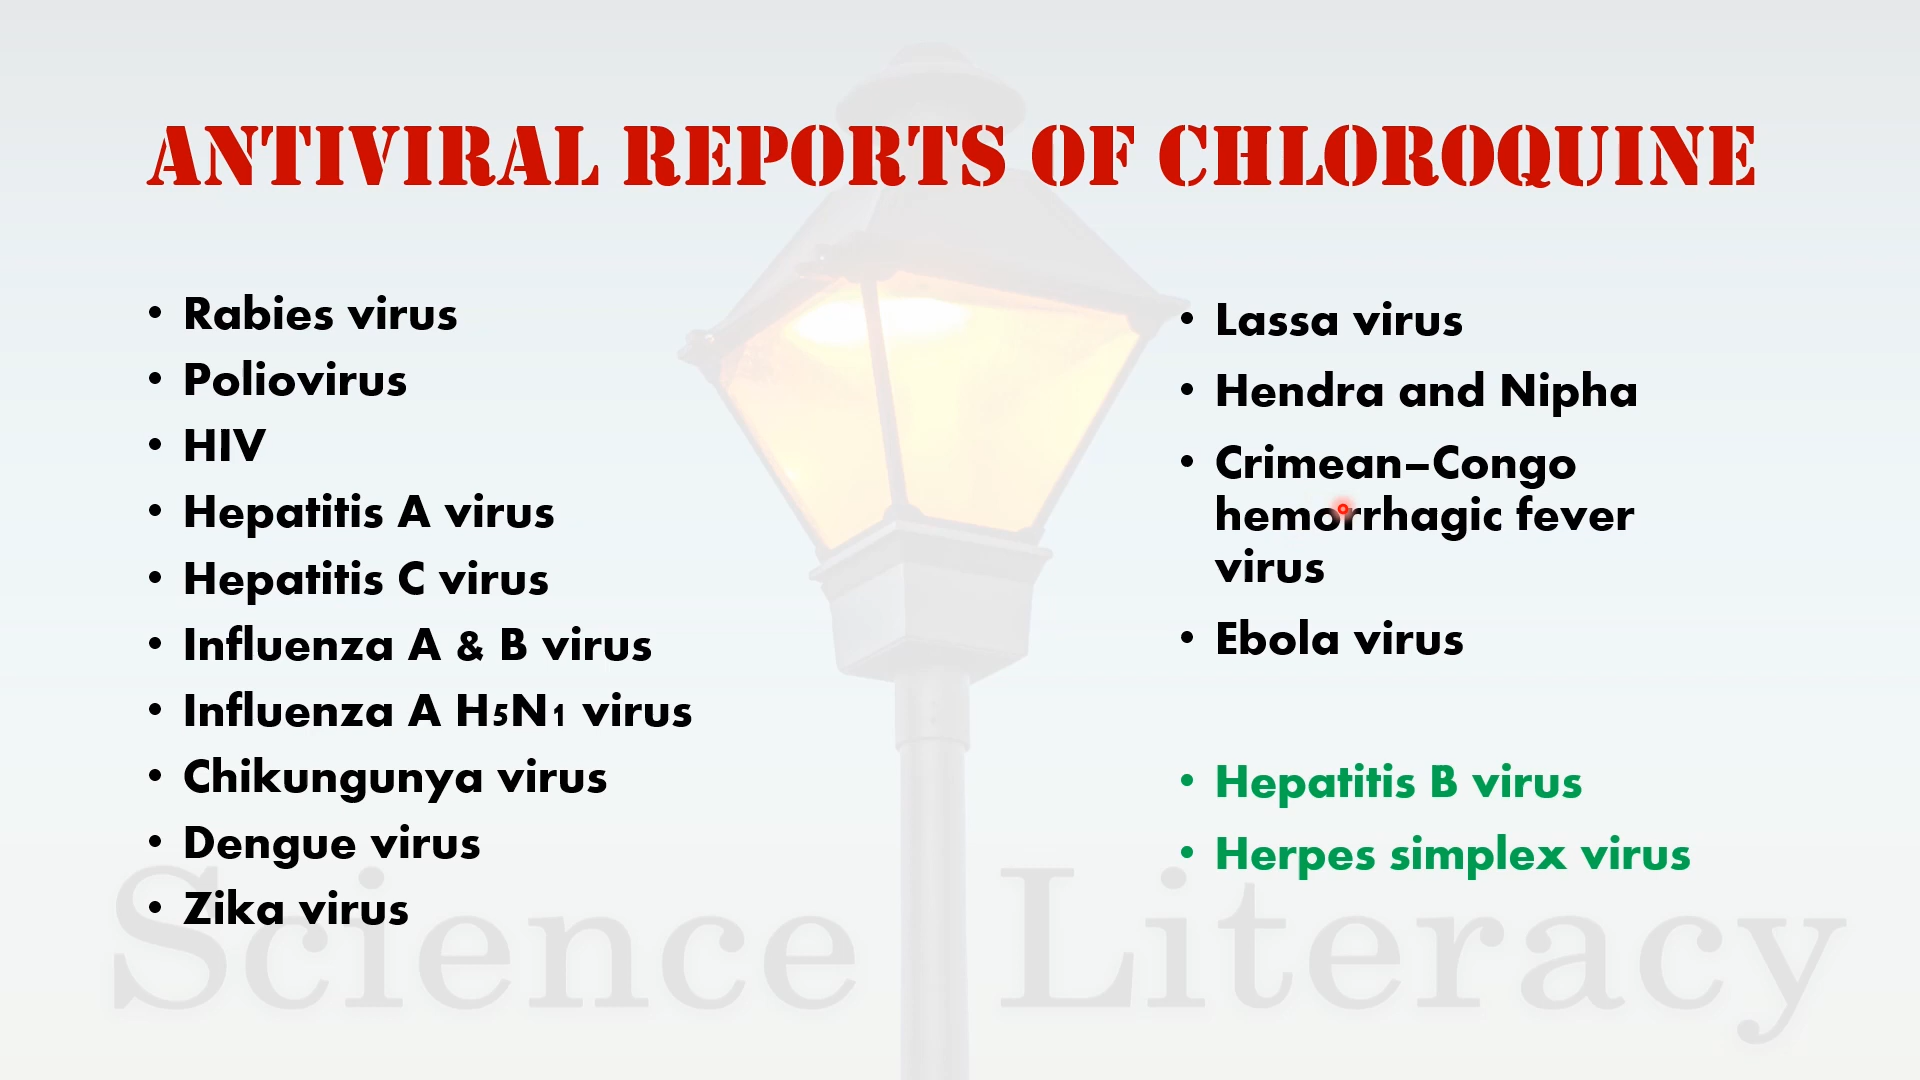 ANTIVIRAL REPORTS OF CHLOROQUINE
• Rabies virus
• Poliovirus
• HIV
• Hepatitis A virus
• Hepatitis C virus
• Influenza A & B virus
• Influenza A H5N1 virus
• Chikungunya virus
• Dengue virus
• Zika virus
• Lassa virus
• Hendra and Nipha
• Crimean–Congo
hemorrhagic fever
virus
• Ebola virus
• Hepatitis B virus
• Herpes simplex virus
Science Literacy